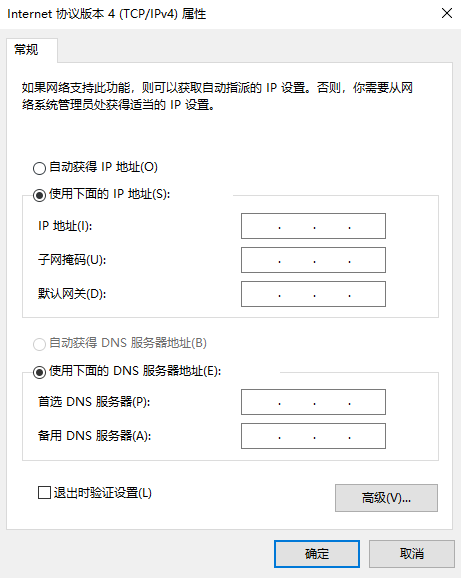 Internet 协议版本 4 (TCP/IPv4) 属性
常规
如果网络支持此功能，则可以获取自动指派的 IP 设置。否则，你需要从网
络系统管理员处获得适当的 IP 设置。
自动获得 IP 地址(O)
使用下面的 IP 地址(S):
IP 地址(I):
子网掩码(U):
默认网关(D):
自动获得 DNS 服务器地址(B)
使用下面的 DNS 服务器地址(E):
首选 DNS 服务器(P):
备用 DNS 服务器(A):
退出时验证设置(L)
高级(V)...
确定
取消